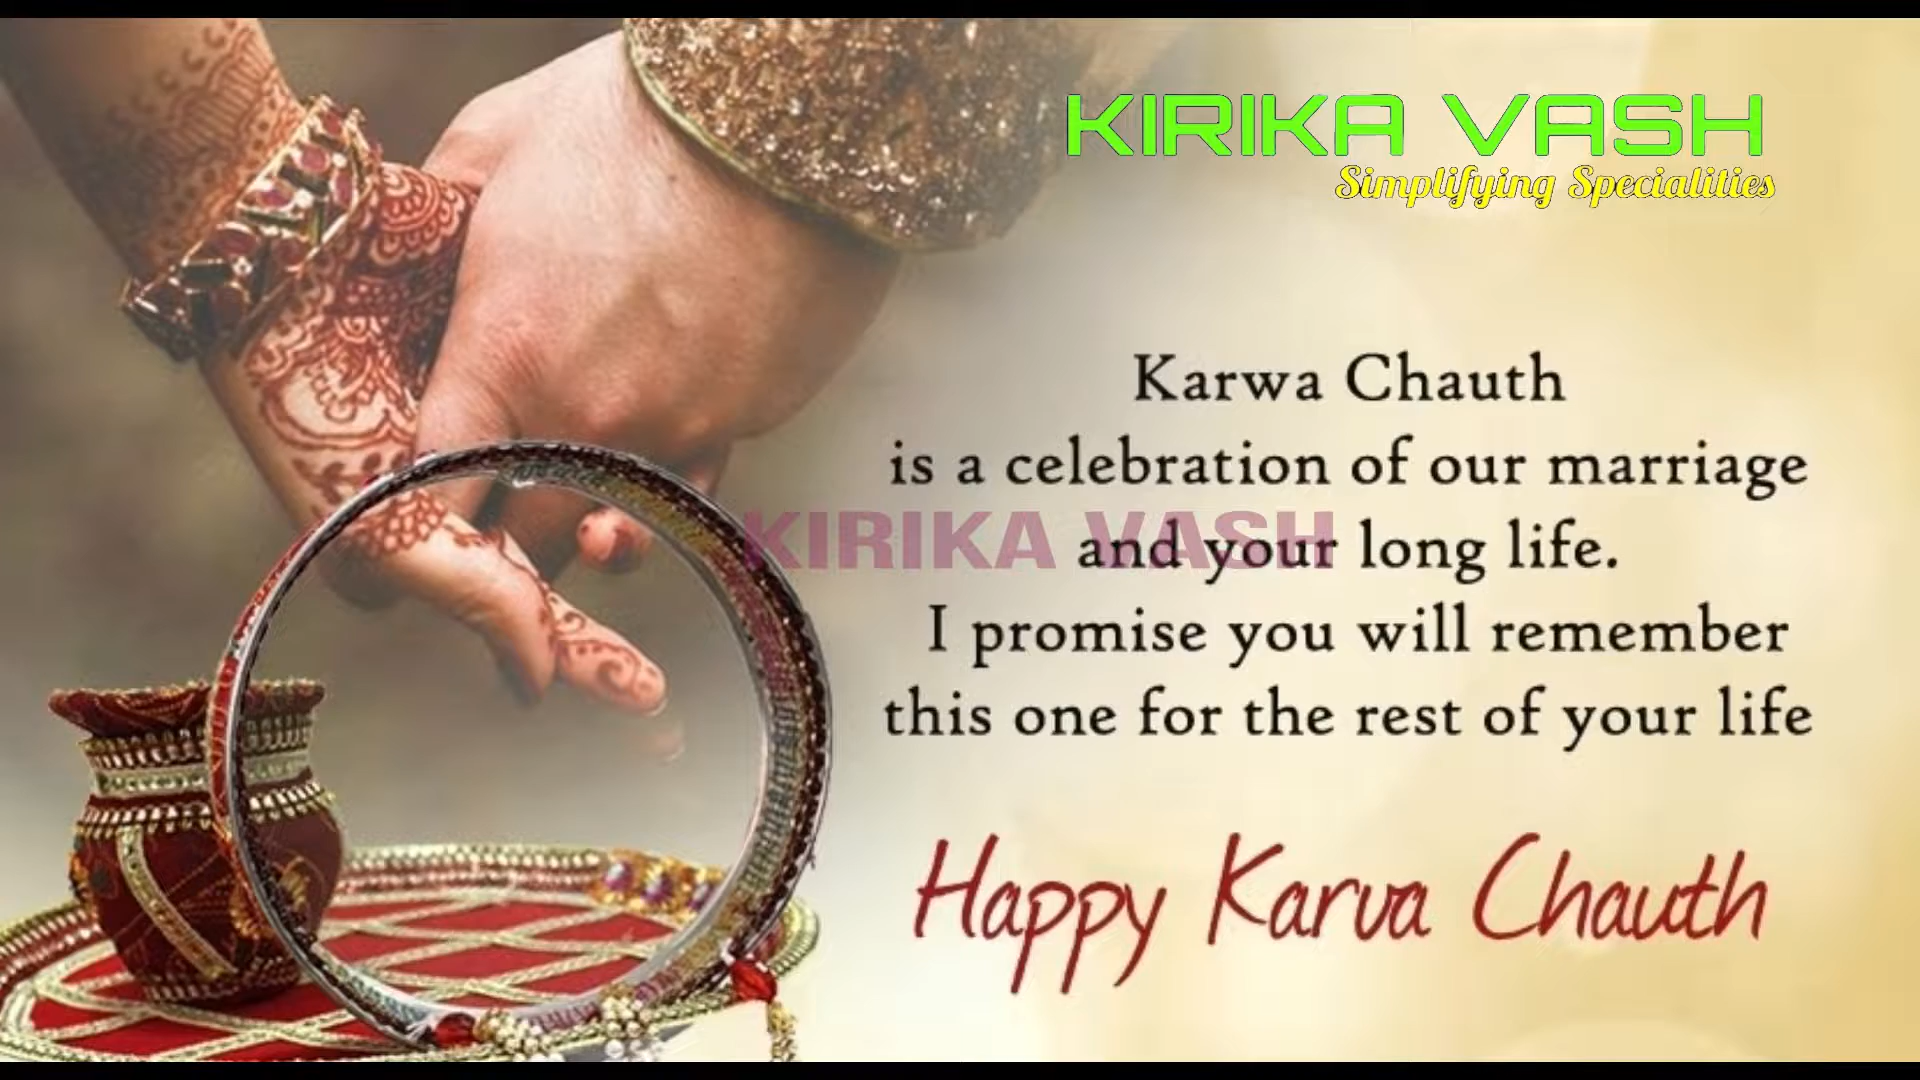 KIRIKA VASH
Simplifying Specialities
Karwa Chauth
is a celebration of our marriage
KIRIKA VASH
and your long life.
I promise you will remember
this one for the rest of your life
Happy Karva Chauth